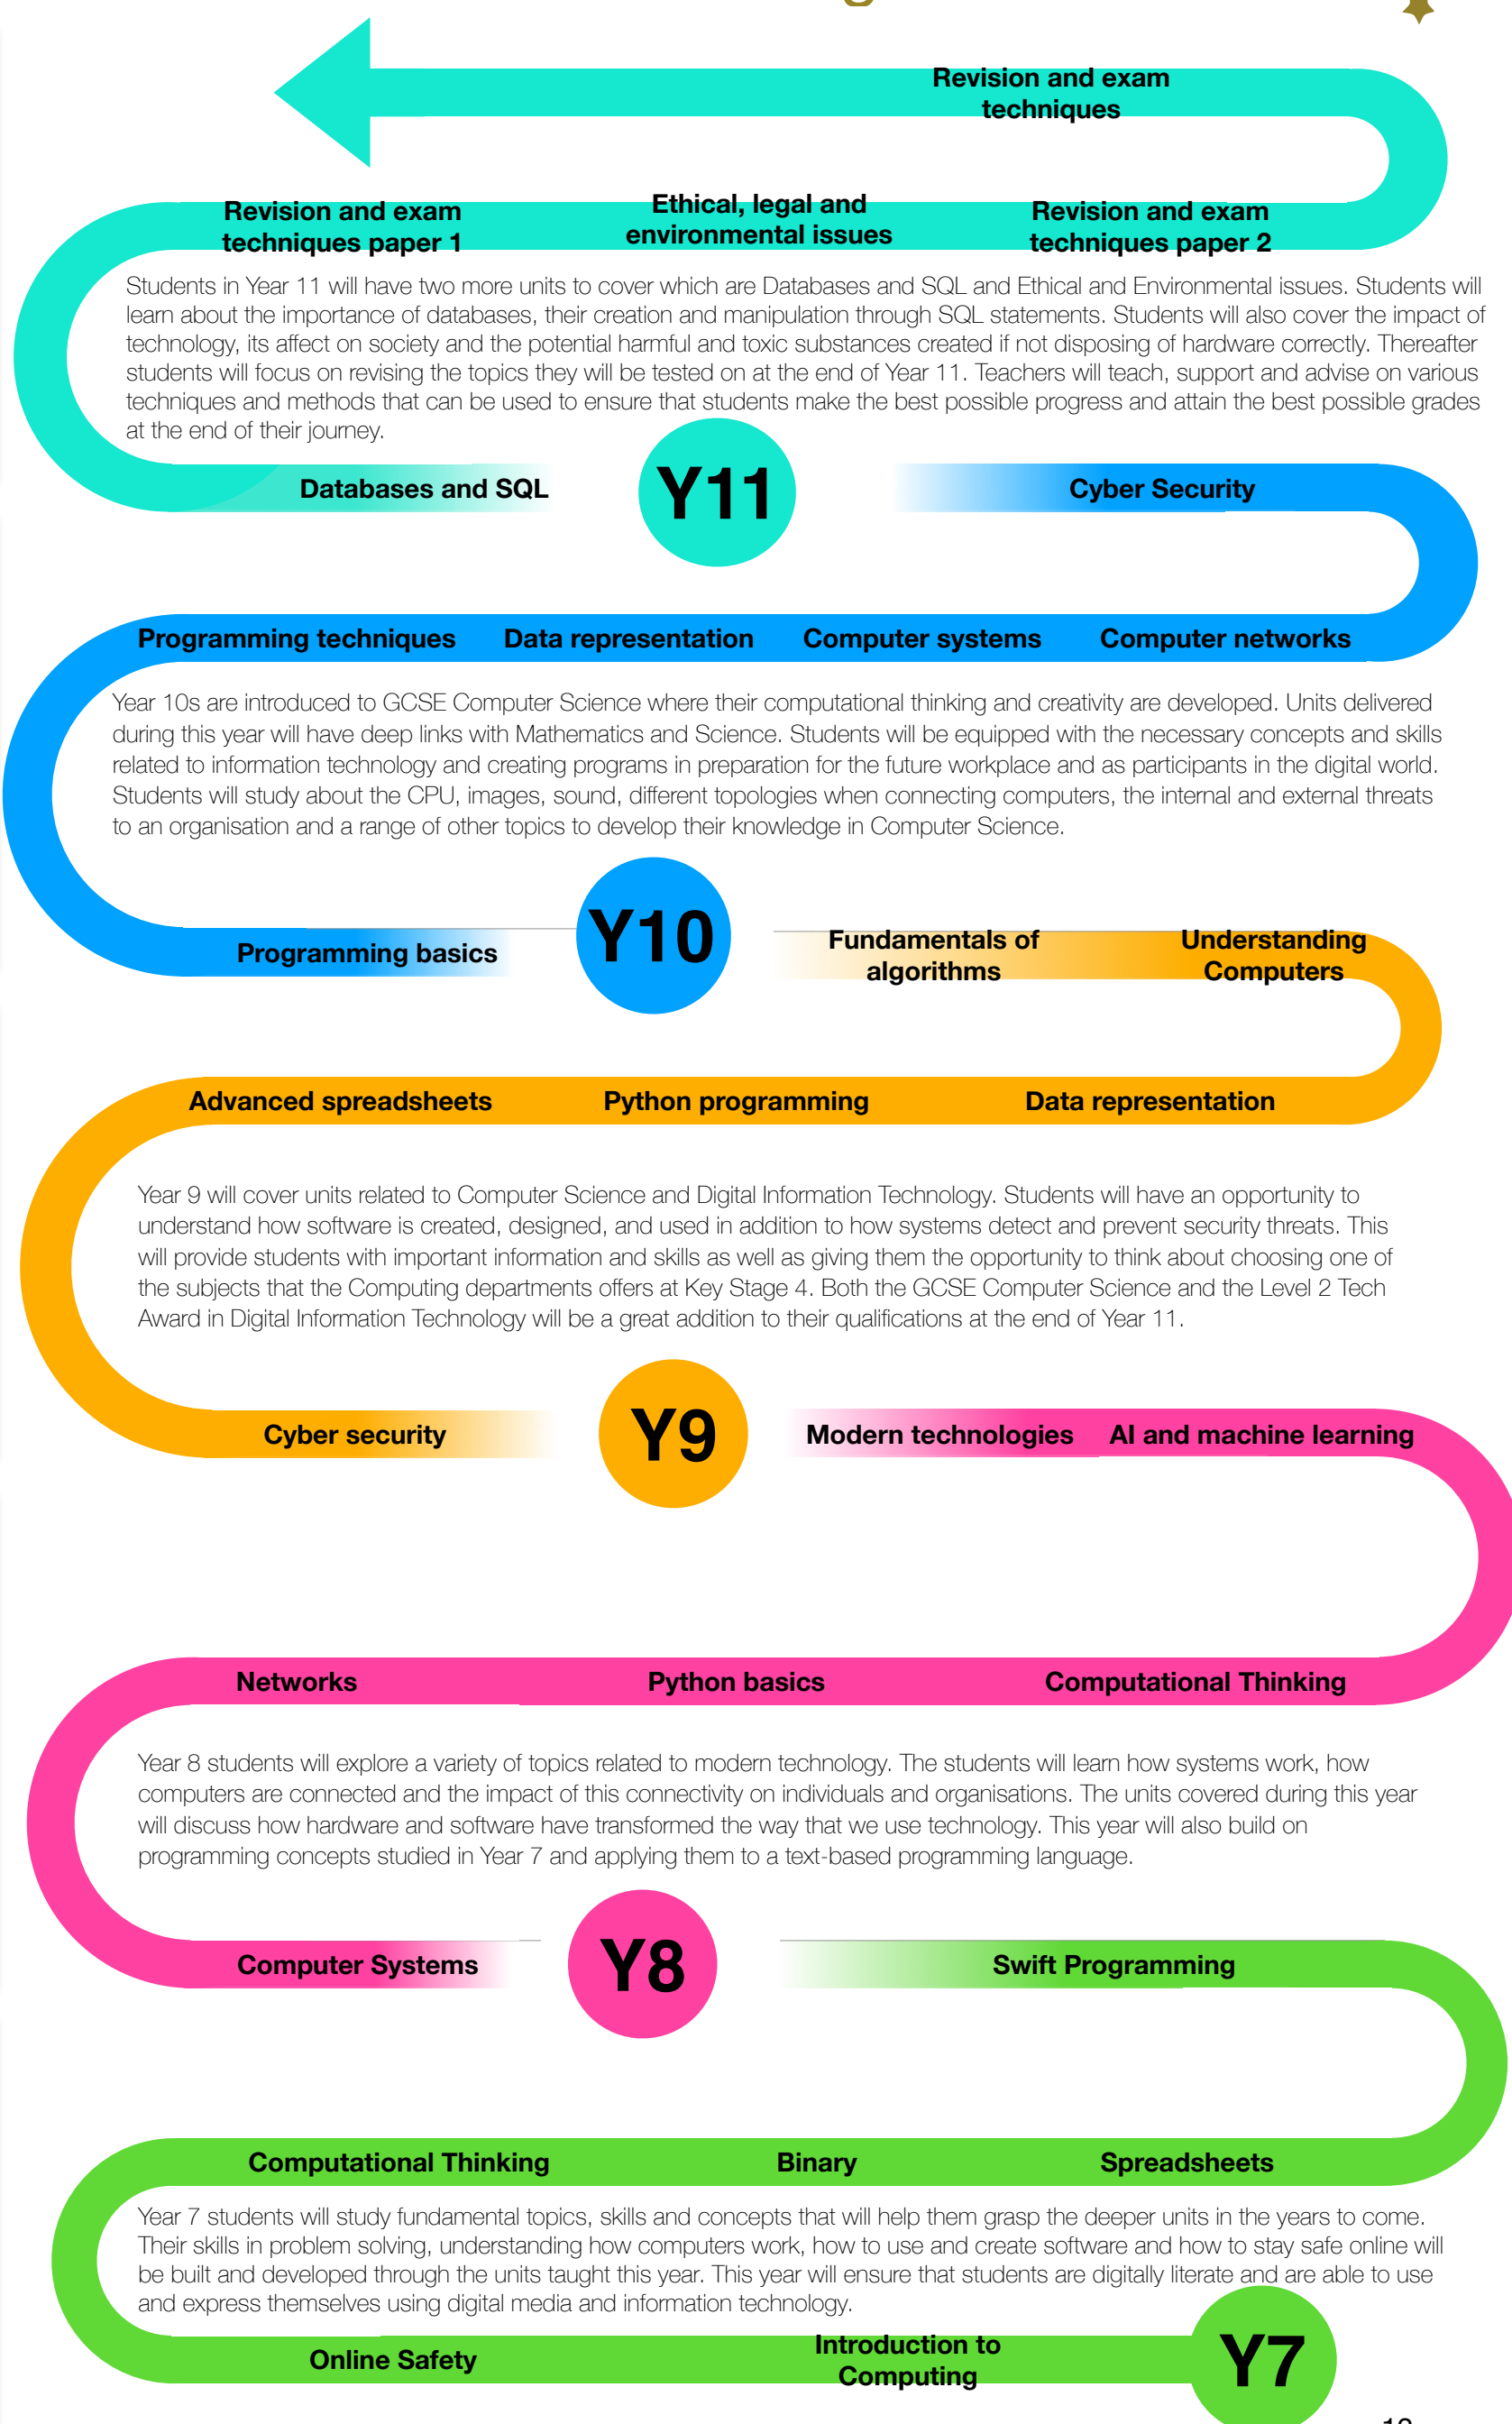 Revision and exam
techniques
Revision and exam
techniques paper 1
Ethical, legal and
environmental issues
Revision and exam
techniques paper 2
Students in Year 11 will have two more units to cover which are Databases and SQL and Ethical and Environmental issues. Students will
learn about the importance of databases, their creation and manipulation through SQL statements. Students will also cover the impact of
technology, its affect on society and the potential harmful and toxic substances created if not disposing of hardware correctly. Thereafter
students will focus on revising the topics they will be tested on at the end of Year 11. Teachers will teach, support and advise on various
techniques and methods that can be used to ensure that students make the best possible progress and attain the best possible grades
at the end of their journey.
Databases and SQL
Y11
Cyber Security
Programming techniques
Data representation
Computer systems
Computer networks
Year 10s are introduced to GCSE Computer Science where their computational thinking and creativity are developed. Units delivered
during this year will have deep links with Mathematics and Science. Students will be equipped with the necessary concepts and skills
related to information technology and creating programs in preparation for the future workplace and as participants in the digital world.
Students will study about the CPU, images, sound, different topologies when connecting computers, the internal and external threats
to an organisation and a range of other topics to develop their knowledge in Computer Science.
Programming basics
Y10
Fundamentals of
algorithms
Understanding
Computers
Advanced spreadsheets
Python programming
Data representation
Year 9 will cover units related to Computer Science and Digital Information Technology. Students will have an opportunity to
understand how software is created, designed, and used in addition to how systems detect and prevent security threats. This
will provide students with important information and skills as well as giving them the opportunity to think about choosing one of
the subjects that the Computing departments offers at Key Stage 4. Both the GCSE Computer Science and the Level 2 Tech
Award in Digital Information Technology will be a great addition to their qualifications at the end of Year 11.
Cyber security
Y9
Modern technologies
AI and machine learning
Networks
Python basics
Computational Thinking
Year 8 students will explore a variety of topics related to modern technology. The students will learn how systems work, how
computers are connected and the impact of this connectivity on individuals and organisations. The units covered during this year
will discuss how hardware and software have transformed the way that we use technology. This year will also build on
programming concepts studied in Year 7 and applying them to a text-based programming language.
Computer Systems
Y8
Swift Programming
Computational Thinking
Binary
Spreadsheets
Year 7 students will study fundamental topics, skills and concepts that will help them grasp the deeper units in the years to come.
Their skills in problem solving, understanding how computers work, how to use and create software and how to stay safe online will
be built and developed through the units taught this year. This year will ensure that students are digitally literate and are able to use
and express themselves using digital media and information technology.
Online Safety
Introduction to
Computing
Y7